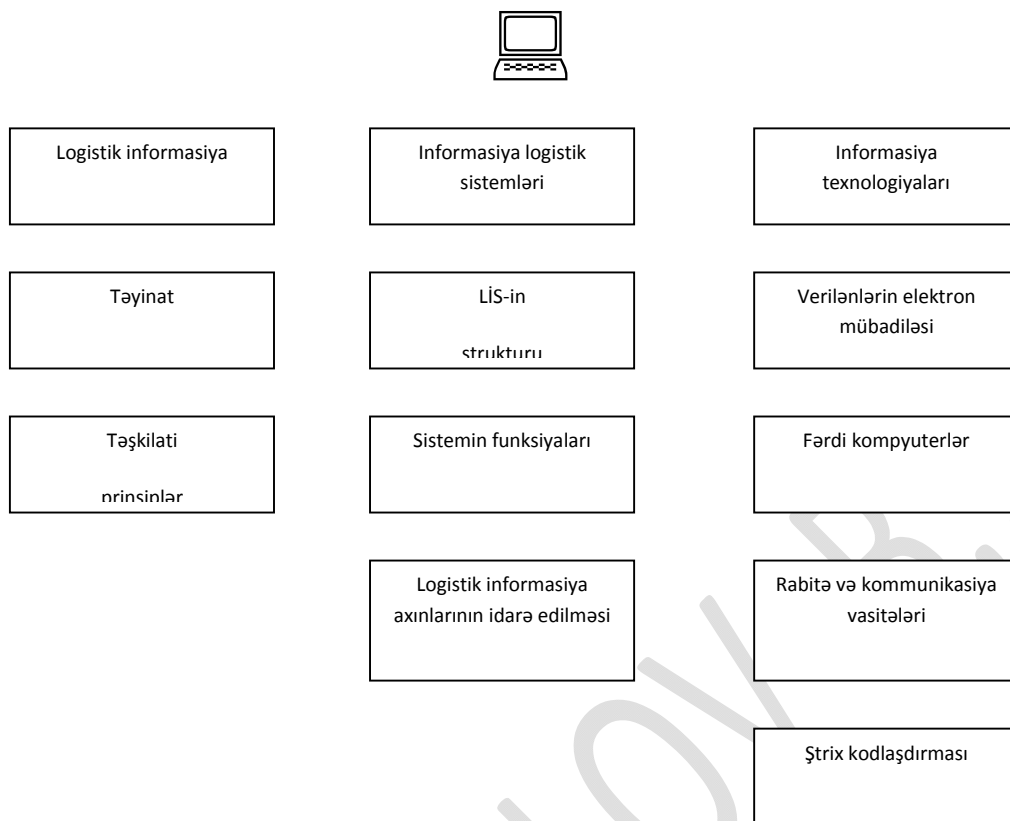 Logistik informasiya
Informasiya logistik
sistemləri
Informasiya
texnologiyaları
Təyinat
LİS-in
strukturu
Verilənlərin elektron
mübadiləsi
Təşkilati
prinsiplər
Sistemin funksiyaları
Fərdi kompyuterlər
Logistik informasiya
axınlarının idarə edilməsi
Rabitə və kommunikasiya
vasitələri
Ştrix kodlaşdırması